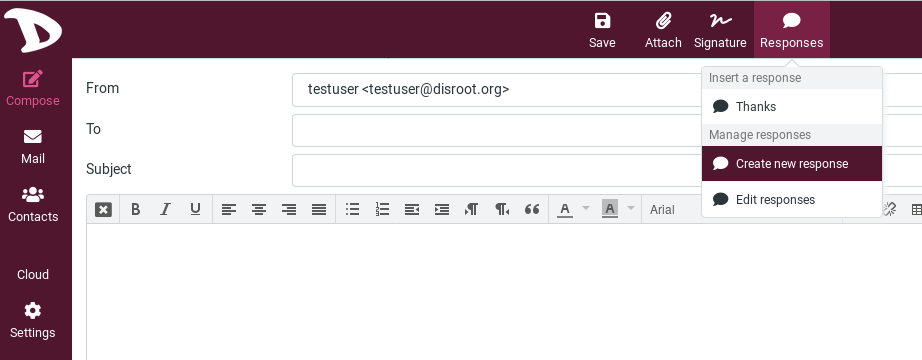 Save Attach Signature Responses
Compose
Mail
Contacts
Cloud
Settings
From testuser <testuser@disroot.org>
To
Subject
Insert a response
Thanks
Manage responses
Create new response
Edit responses
B I U A A Arial